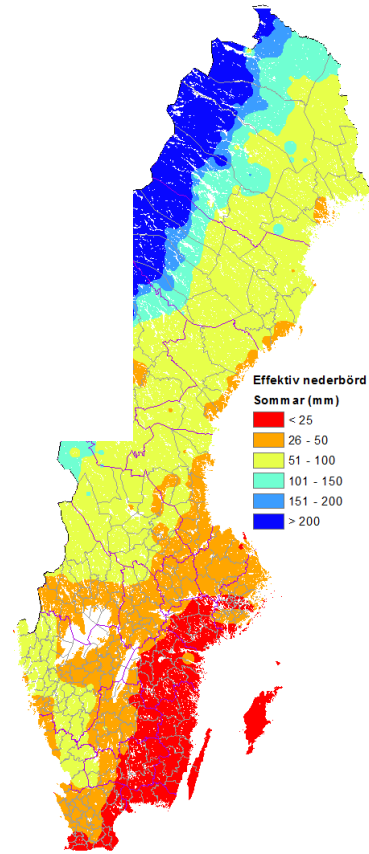 Effektiv nederbörd
Sommar (mm)
< 25
26 - 50
51 - 100
101 - 150
151 - 200
> 200